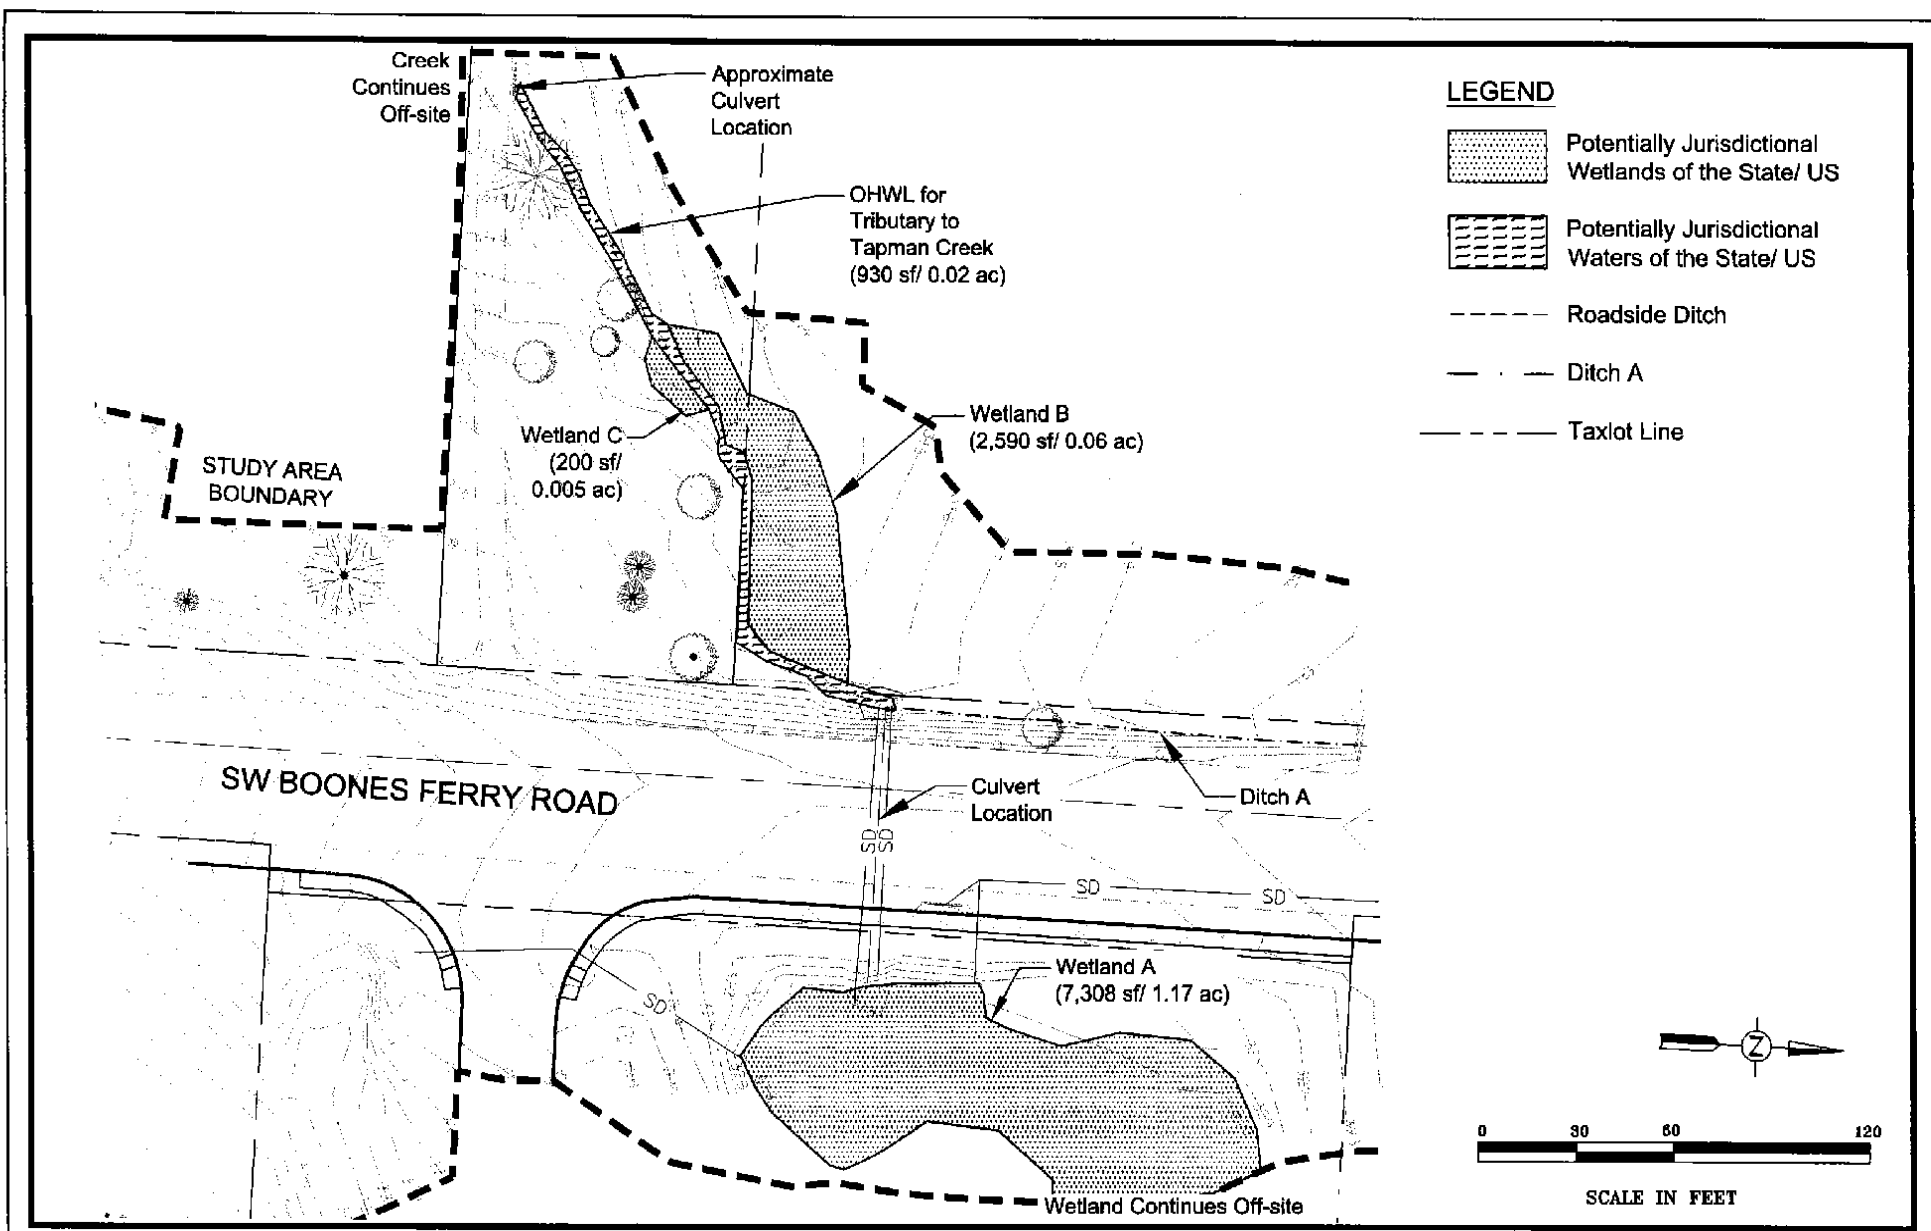 Creek
Continues
Off-site
Approximate
Culvert
Location
OHWL for
Tributary to
Tapman Creek
(930 sf/ 0.02 ac)
Wetland B
(2,590 sf/ 0.06 ac)
Wetland C
(200 sf/
0.005 ac)
STUDY AREA
BOUNDARY
SW BOONES FERRY ROAD
Culvert
Location
Ditch A
SD
SD
SD
SD
SD
Wetland A
(7,308 sf/ 1.17 ac)
Wetland Continues Off-site
LEGEND
Potentially Jurisdictional
Wetlands of the State/ US
Potentially Jurisdictional
Waters of the State/ US
Roadside Ditch
Ditch A
Taxlot Line
Z
0 30 60 120
SCALE IN FEET